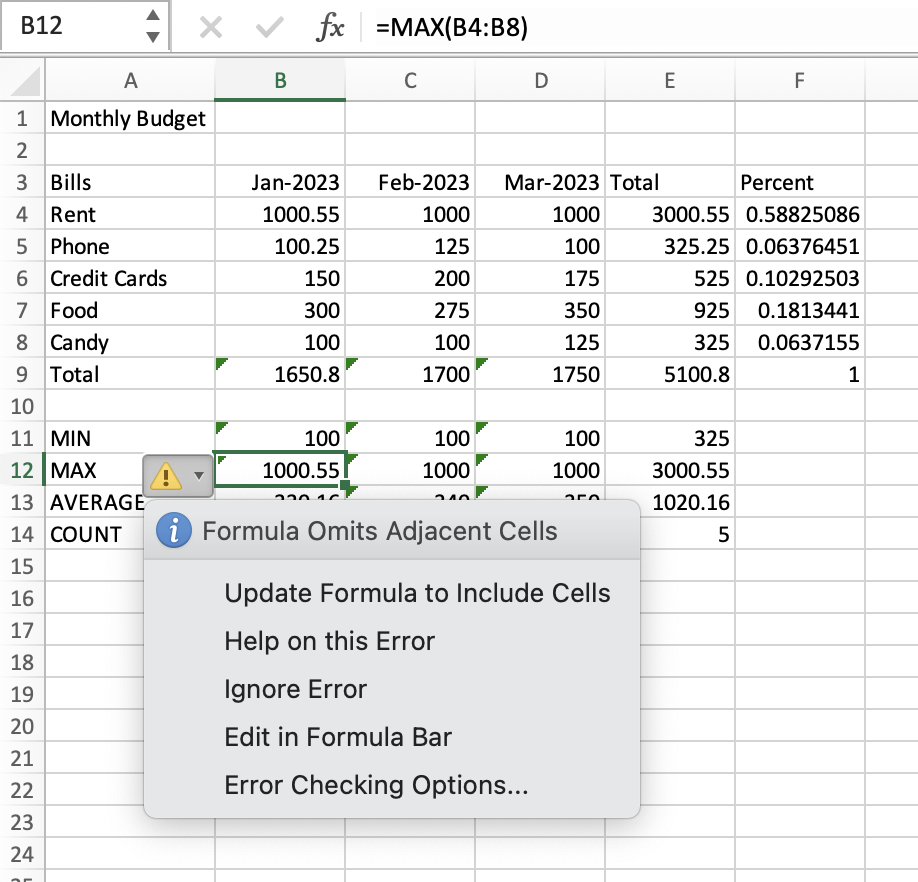 B12 fx =MAX(B4:B8)
A B C D E F
1 Monthly Budget
2
3 Bills Jan-2023 Feb-2023 Mar-2023 Total Percent
4 Rent 1000.55 1000 1000 3000.55 0.58825086
5 Phone 100.25 125 100 325.25 0.06376451
6 Credit Cards 150 200 175 525 0.10292503
7 Food 300 275 350 925 0.1813441
8 Candy 100 100 125 325 0.0637155
9 Total 1650.8 1700 1750 5100.8 1
10
11 MIN 100 100 100 325
12 MAX 1000.55 1000 1000 3000.55
13 AVERAGE 330.16 340 350 1020.16
14 COUNT 5
Formula Omits Adjacent Cells
15
Update Formula to Include Cells
16
17 Help on this Error
18
19 Ignore Error
20 Edit in Formula Bar
21
22 Error Checking Options...
23
24